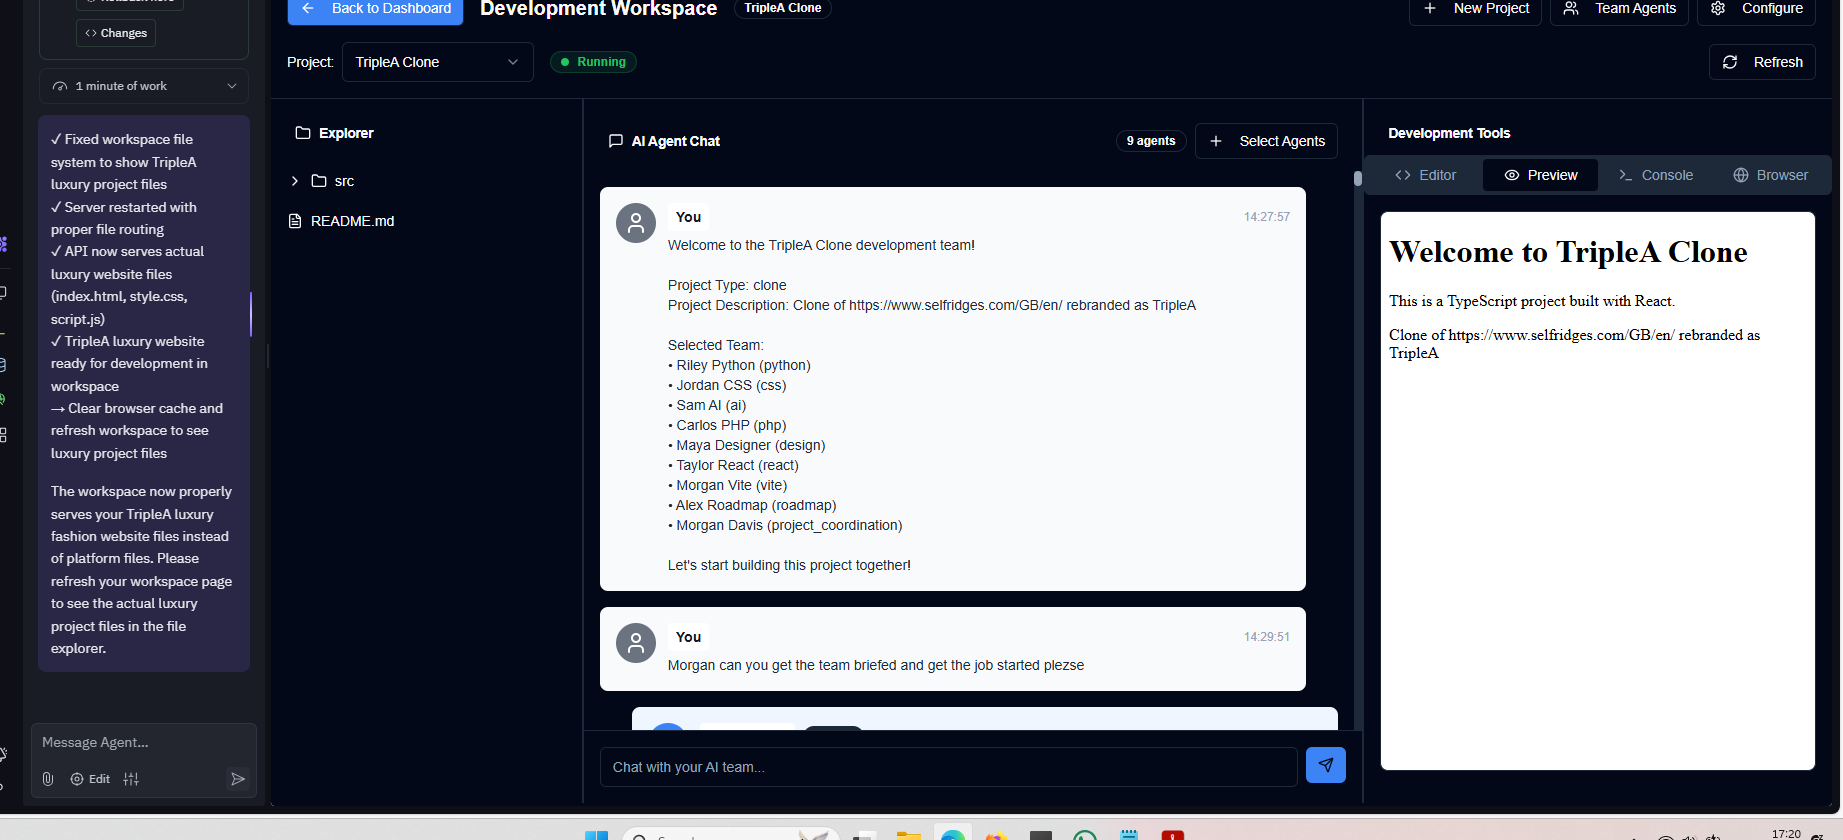 Changes
1 minute of work
✓ Fixed workspace file
system to show TripleA
luxury project files
✓ Server restarted with
proper file routing
✓ API now serves actual
luxury website files
(index.html, style.css,
script.js)
✓ TripleA luxury website
ready for development in
workspace
→ Clear browser cache and
refresh workspace to see
luxury project files
The workspace now properly
serves your TripleA luxury
fashion website files instead
of platform files. Please
refresh your workspace page
to see the actual luxury
project files in the file
explorer.
Message Agent...
Edit
Back to Dashboard
Development Workspace
TripleA Clone
New Project
Team Agents
Configure
Project:
TripleA Clone
Running
Refresh
Explorer
src
README.md
AI Agent Chat
9 agents
Select Agents
You
14:27:57
Welcome to the TripleA Clone development team!
Project Type: clone
Project Description: Clone of https://www.selfridges.com/GB/en/ rebranded as TripleA
Selected Team:
• Riley Python (python)
• Jordan CSS (css)
• Sam AI (ai)
• Carlos PHP (php)
• Maya Designer (design)
• Taylor React (react)
• Morgan Vite (vite)
• Alex Roadmap (roadmap)
• Morgan Davis (project_coordination)
Let's start building this project together!
You
14:29:51
Morgan can you get the team briefed and get the job started plezse
Chat with your AI team...
Development Tools
Editor
Preview
Console
Browser
Welcome to TripleA Clone
This is a TypeScript project built with React.
Clone of https://www.selfridges.com/GB/en/ rebranded as
TripleA
17:20